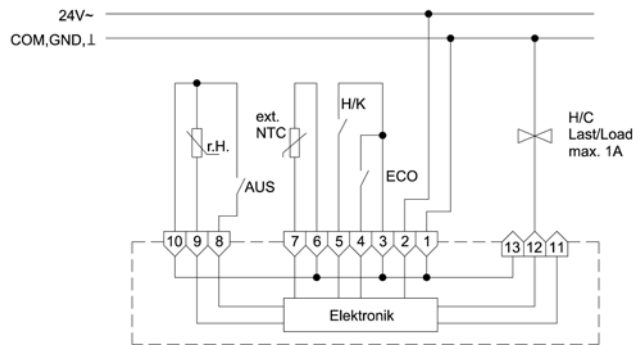 24V~
COM,GND,⊥
H/K
ext.
NTC
r.H.
AUS
ECO
H/C
Last/Load
max. 1A
10 9 8 7 6 5 4 3 2 1 13 12 11
Elektronik